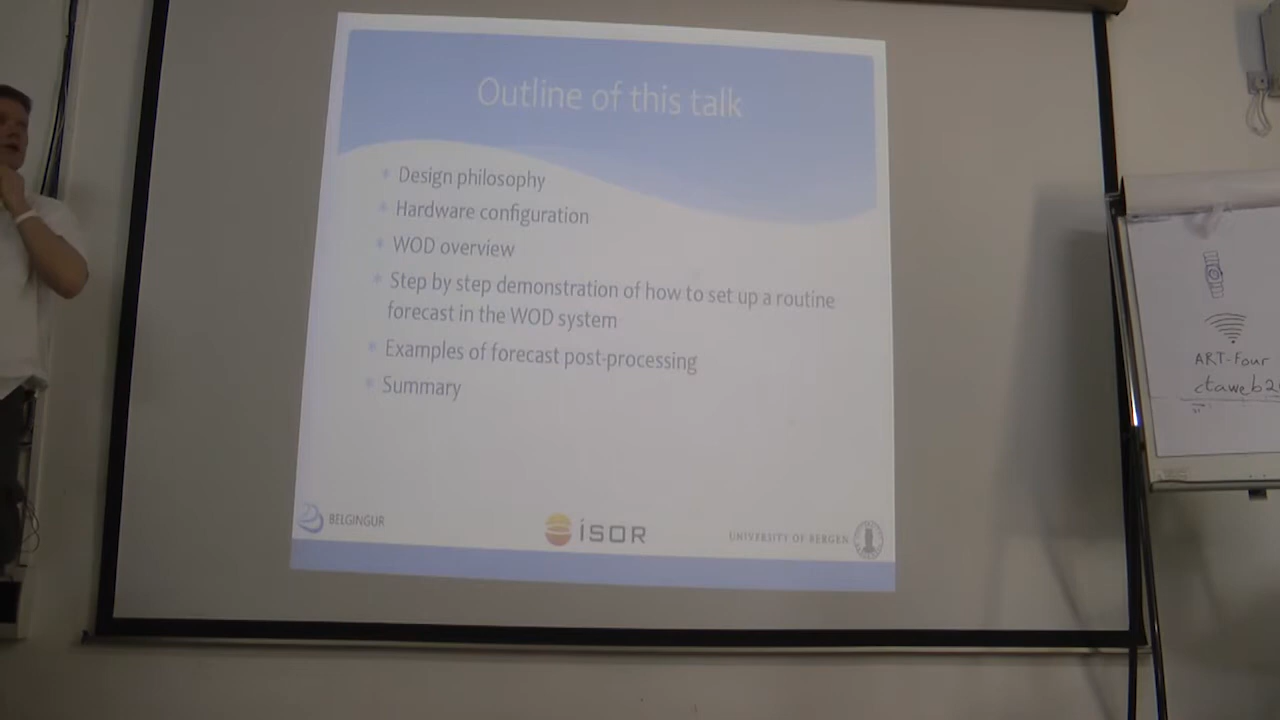 Outline of this talk
Design philosophy
Hardware configuration
WOD overview
Step by step demonstration of how to set up a routine
forecast in the WOD system
Examples of forecast post-processing
Summary
BELGINGUR
ÍSOR
UNIVERSITY OF BERGEN
ART-Four